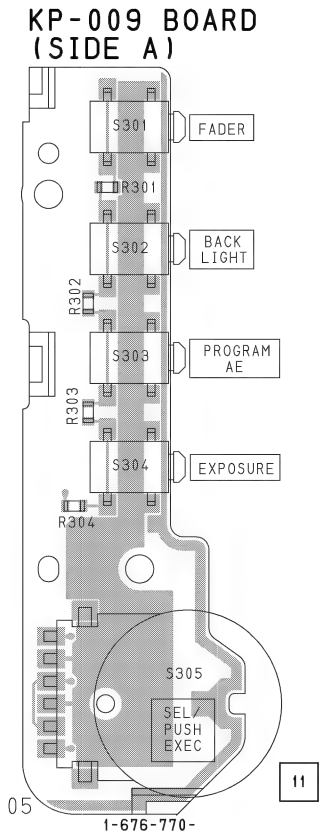 KP-009 BOARD
(SIDE A)
S301
FADER
R301
S302
BACK
LIGHT
R302
S303
PROGRAM
AE
R303
S304
EXPOSURE
R304
S305
SEL/
PUSH
EXEC
11
05
1-676-770-